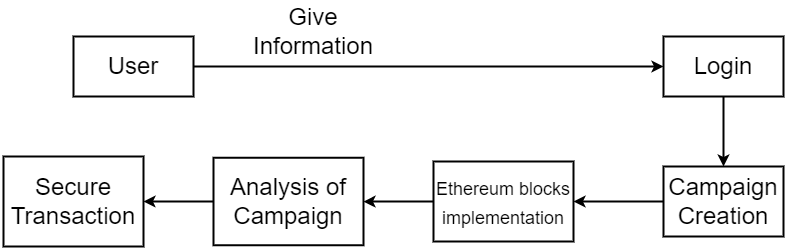 Give
Information
User
Login
Secure
Transaction
Analysis of
Campaign
Ethereum blocks
implementation
Campaign
Creation